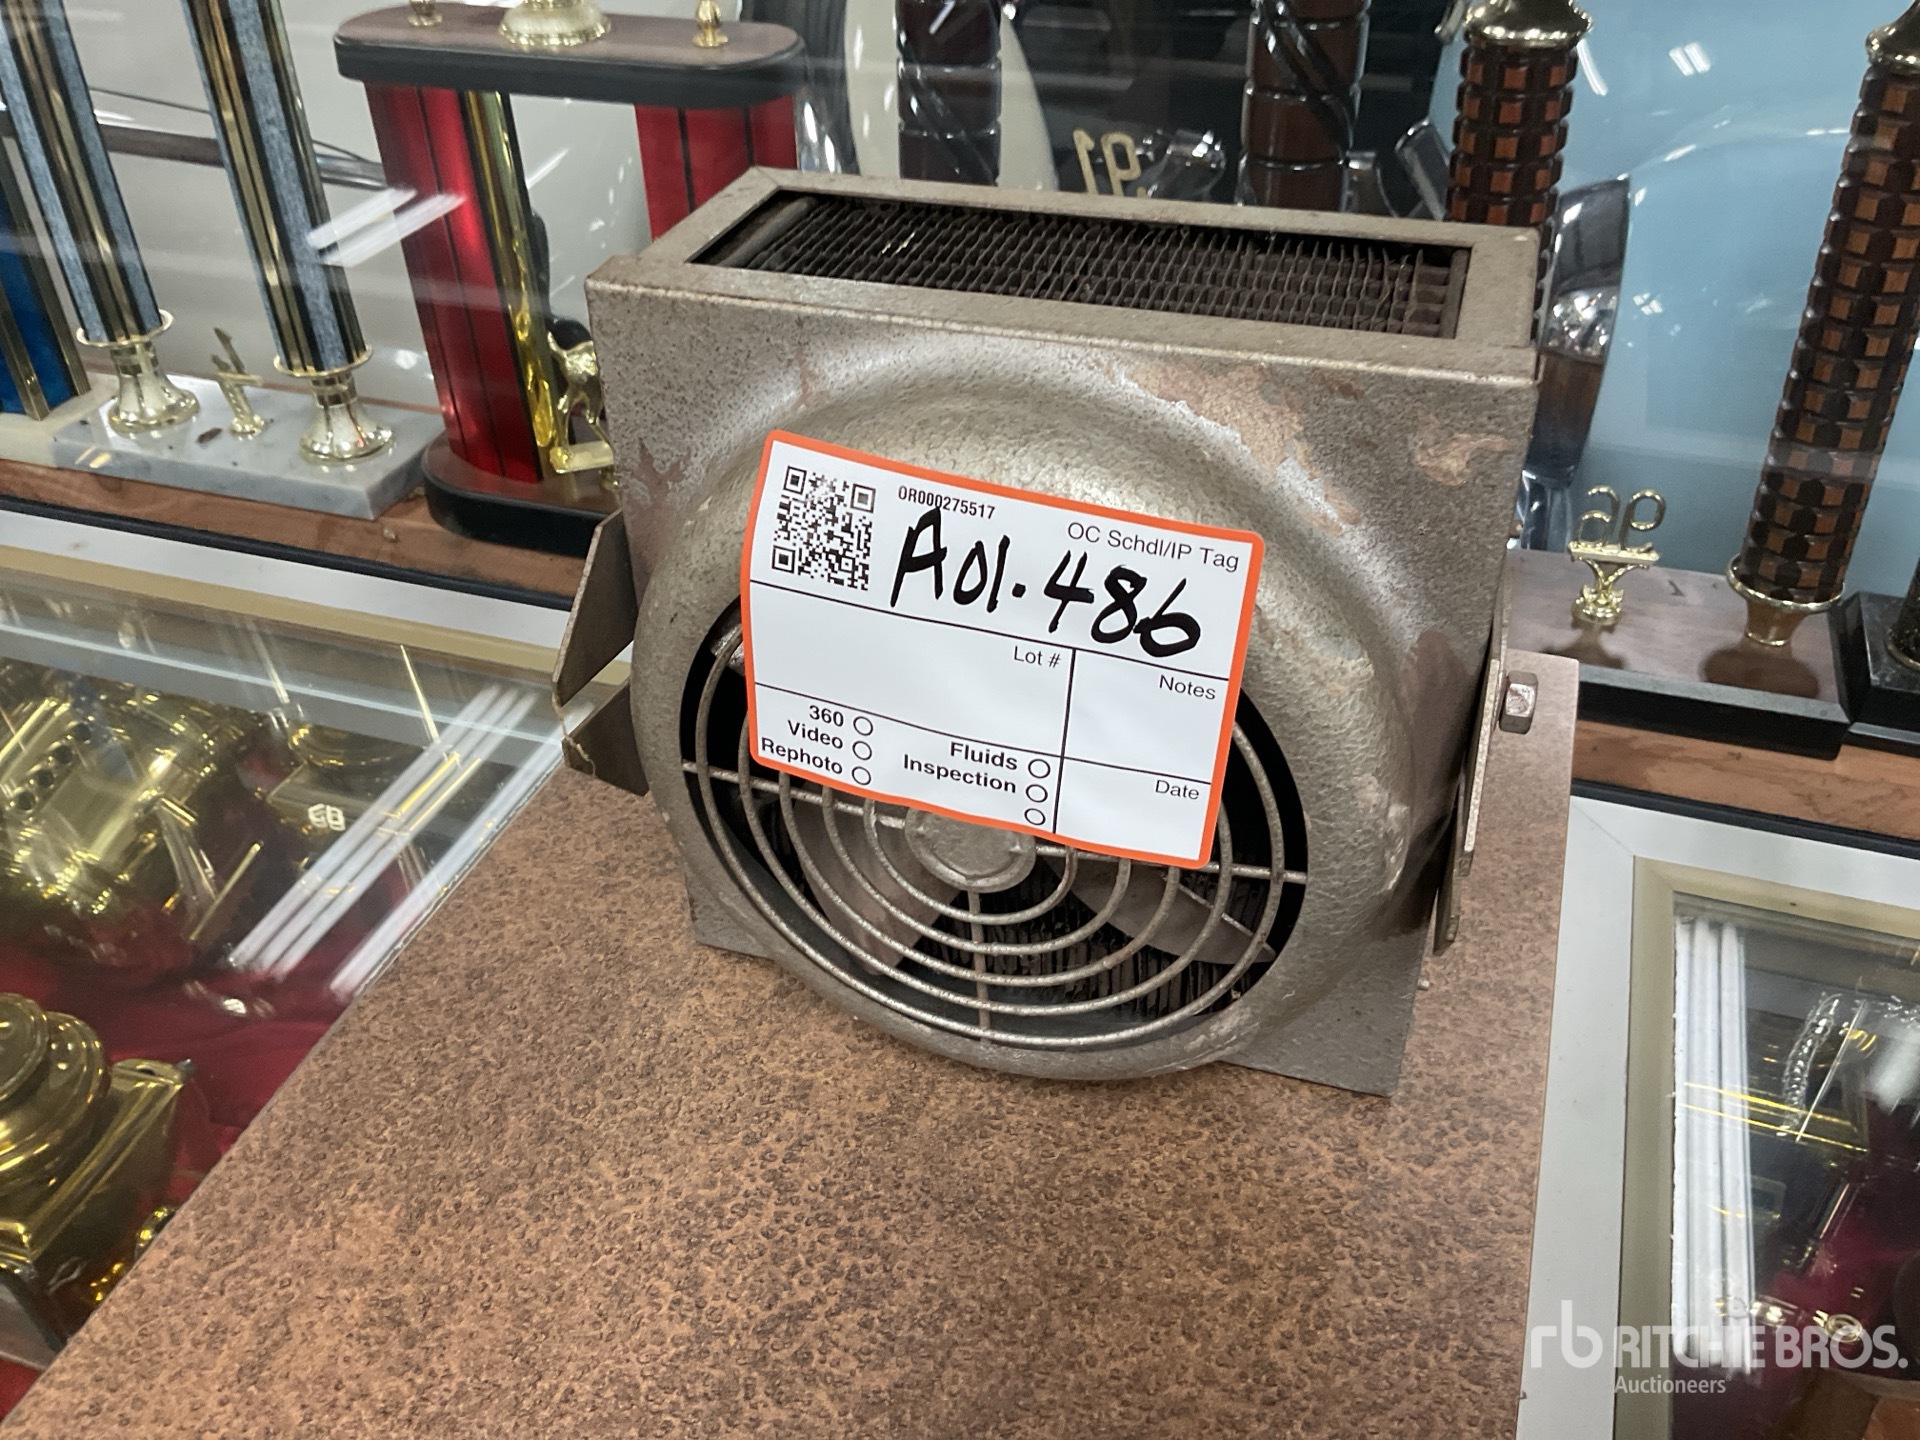 91
OR000275517
OC Schdl/IP Tag
A01.486
Lot #
Notes
360
Video
Rephoto
Fluids
Inspection
Date
rb RITCHIE BROS.
Auctioneers